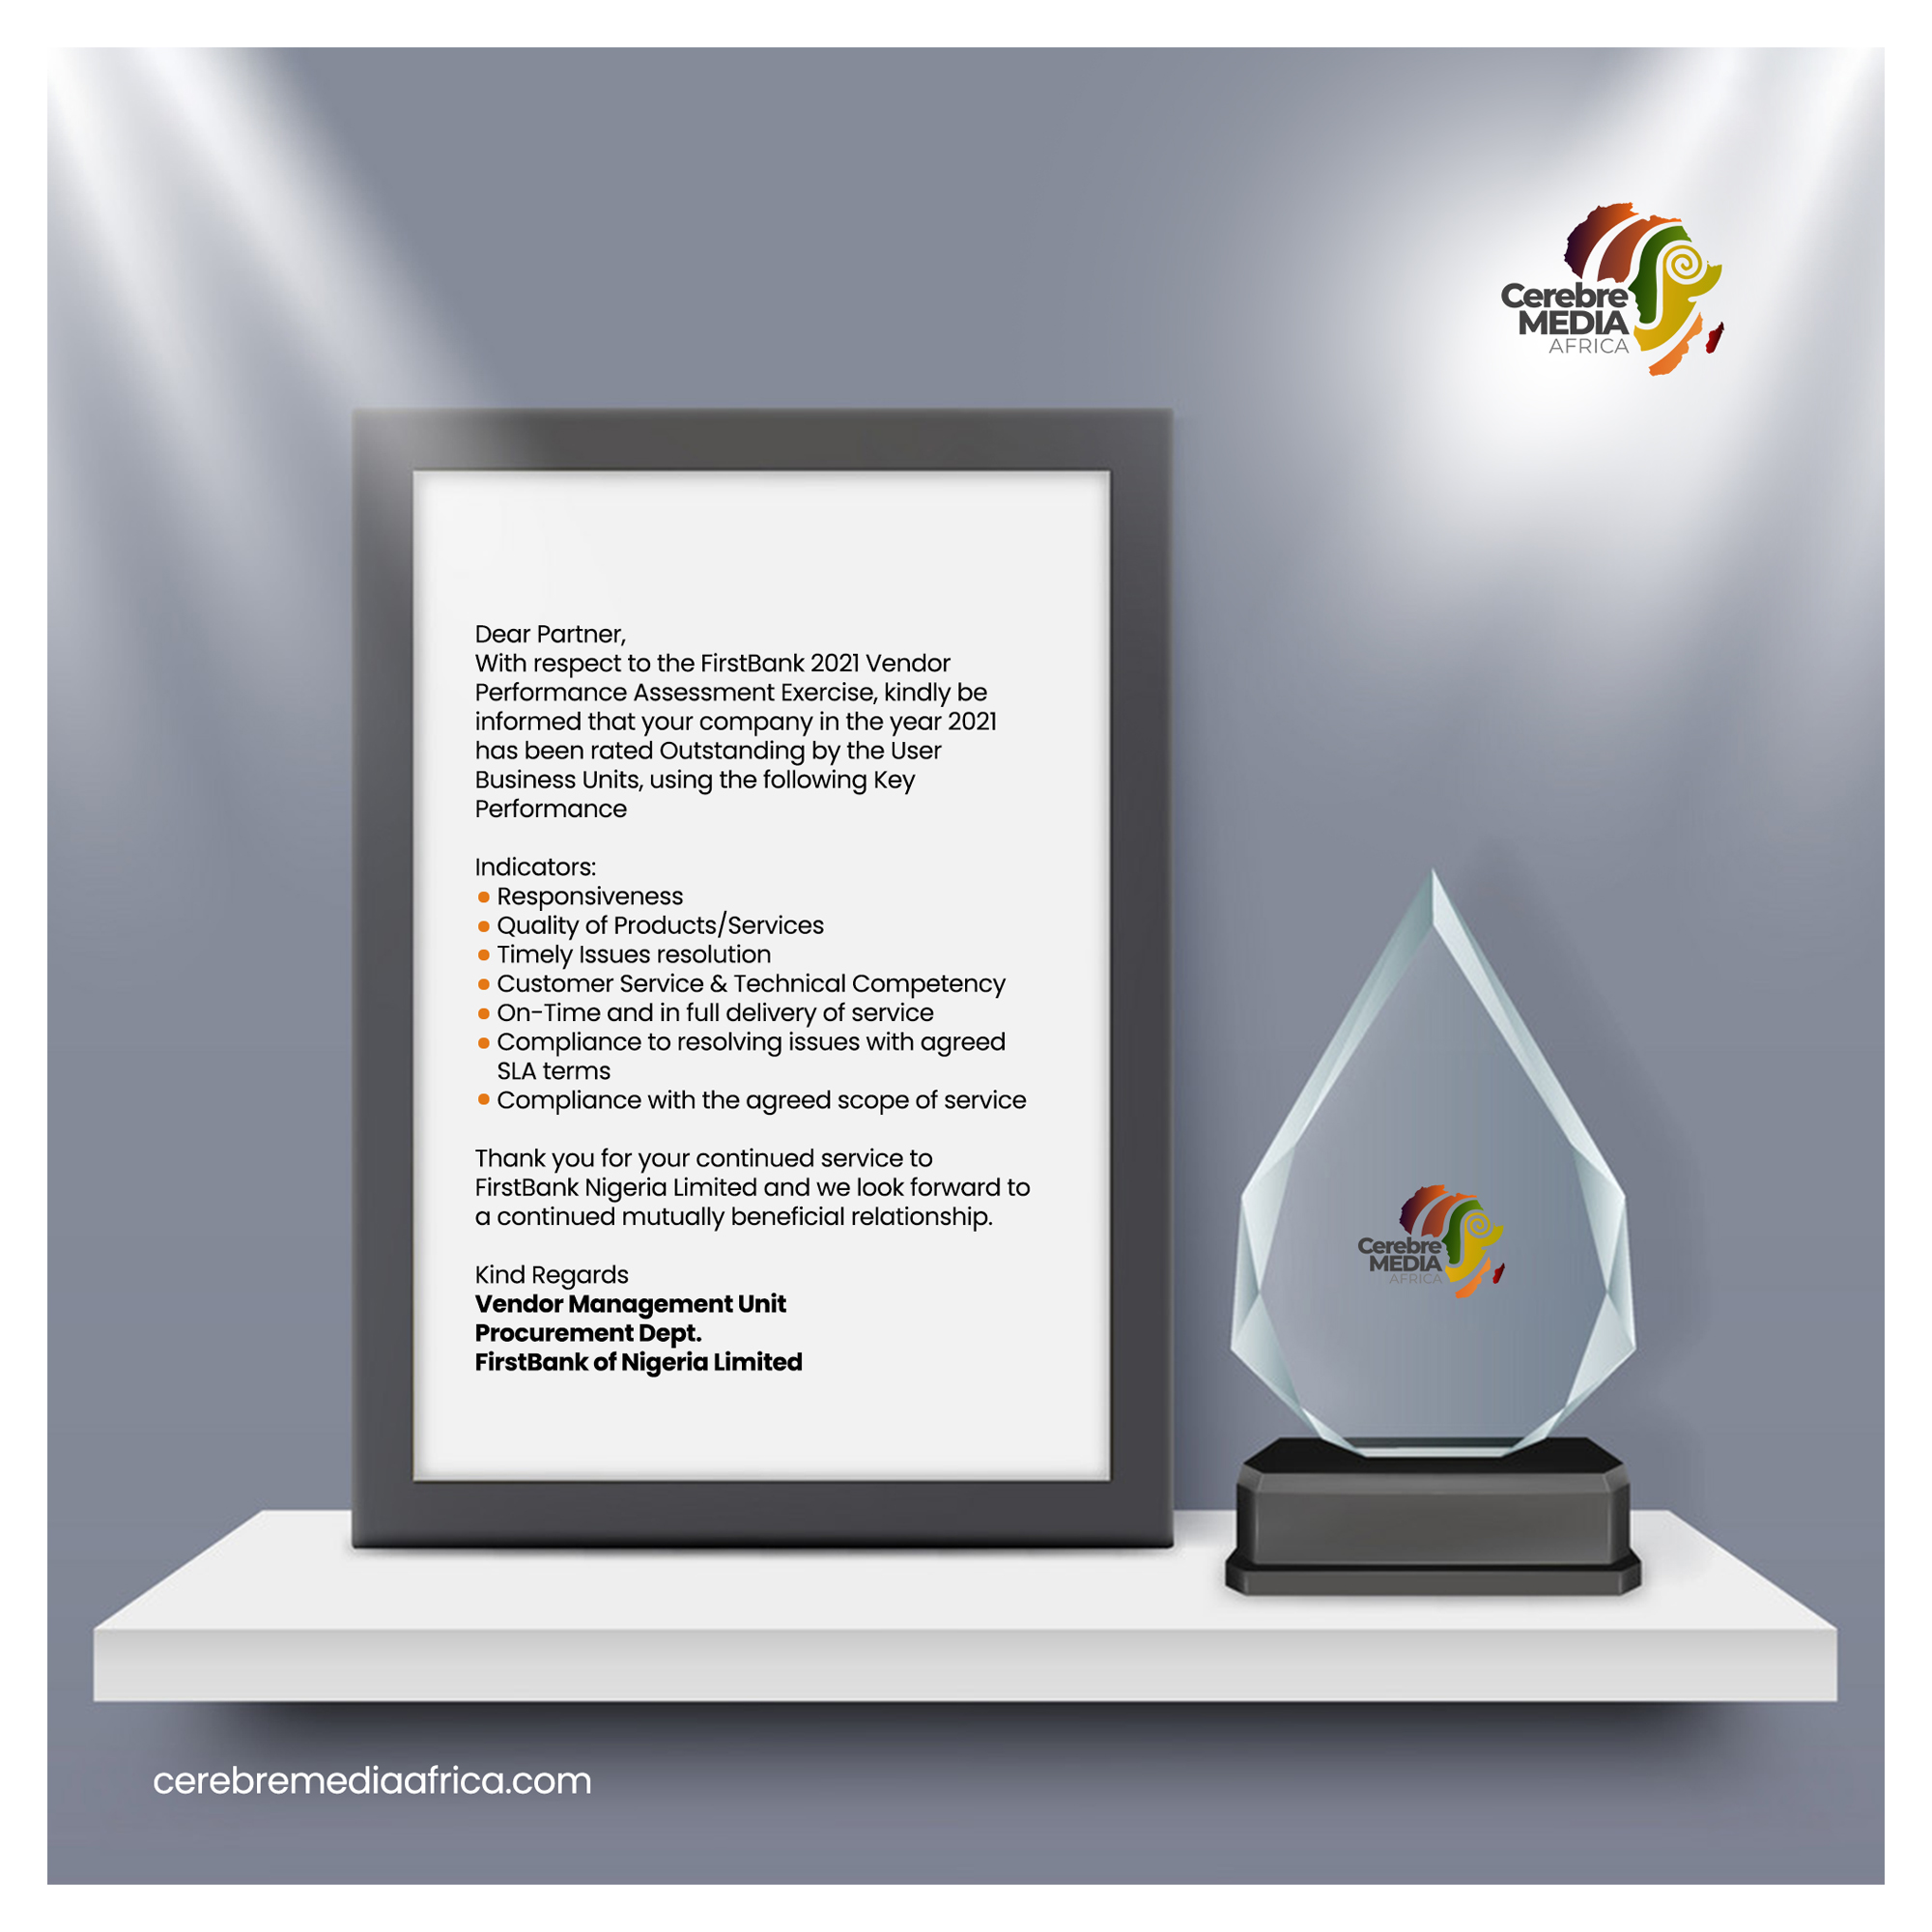 Cerebre
MEDIA
AFRICA
Dear Partner,
With respect to the FirstBank 2021 Vendor
Performance Assessment Exercise, kindly be
informed that your company in the year 2021
has been rated Outstanding by the User
Business Units, using the following Key
Performance
Indicators:
• Responsiveness
• Quality of Products/Services
• Timely Issues resolution
• Customer Service & Technical Competency
• On-Time and in full delivery of service
• Compliance to resolving issues with agreed
SLA terms
• Compliance with the agreed scope of service
Thank you for your continued service to
FirstBank Nigeria Limited and we look forward to
a continued mutually beneficial relationship.
Kind Regards
Vendor Management Unit
Procurement Dept.
FirstBank of Nigeria Limited
Cerebre
MEDIA
AFRICA
cerebremediaafrica.com